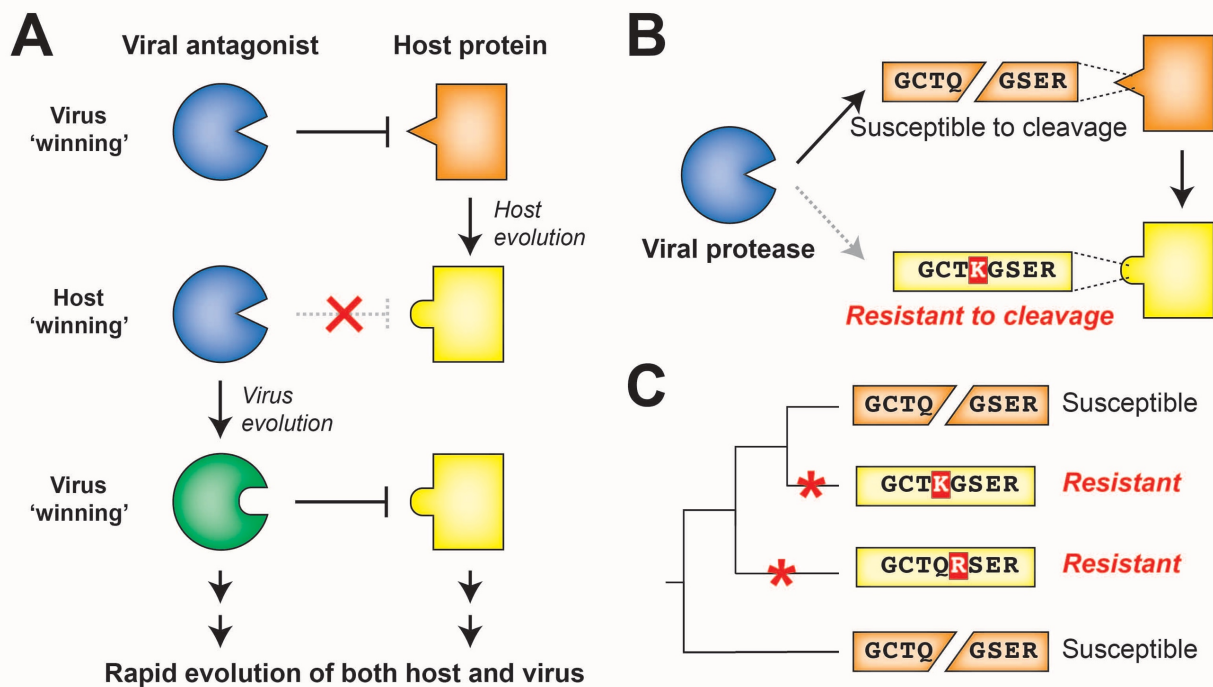 A
Viral antagonist
Host protein
Virus
‘winning’
Host
evolution
Host
‘winning’
Virus
evolution
Virus
‘winning’
Rapid evolution of both host and virus
B
GCTQ GSER
Susceptible to cleavage
Viral protease
GCTKGSER
Resistant to cleavage
C
GCTQ GSER Susceptible
GCTKGSER Resistant
GCTQRSER Resistant
GCTQ GSER Susceptible